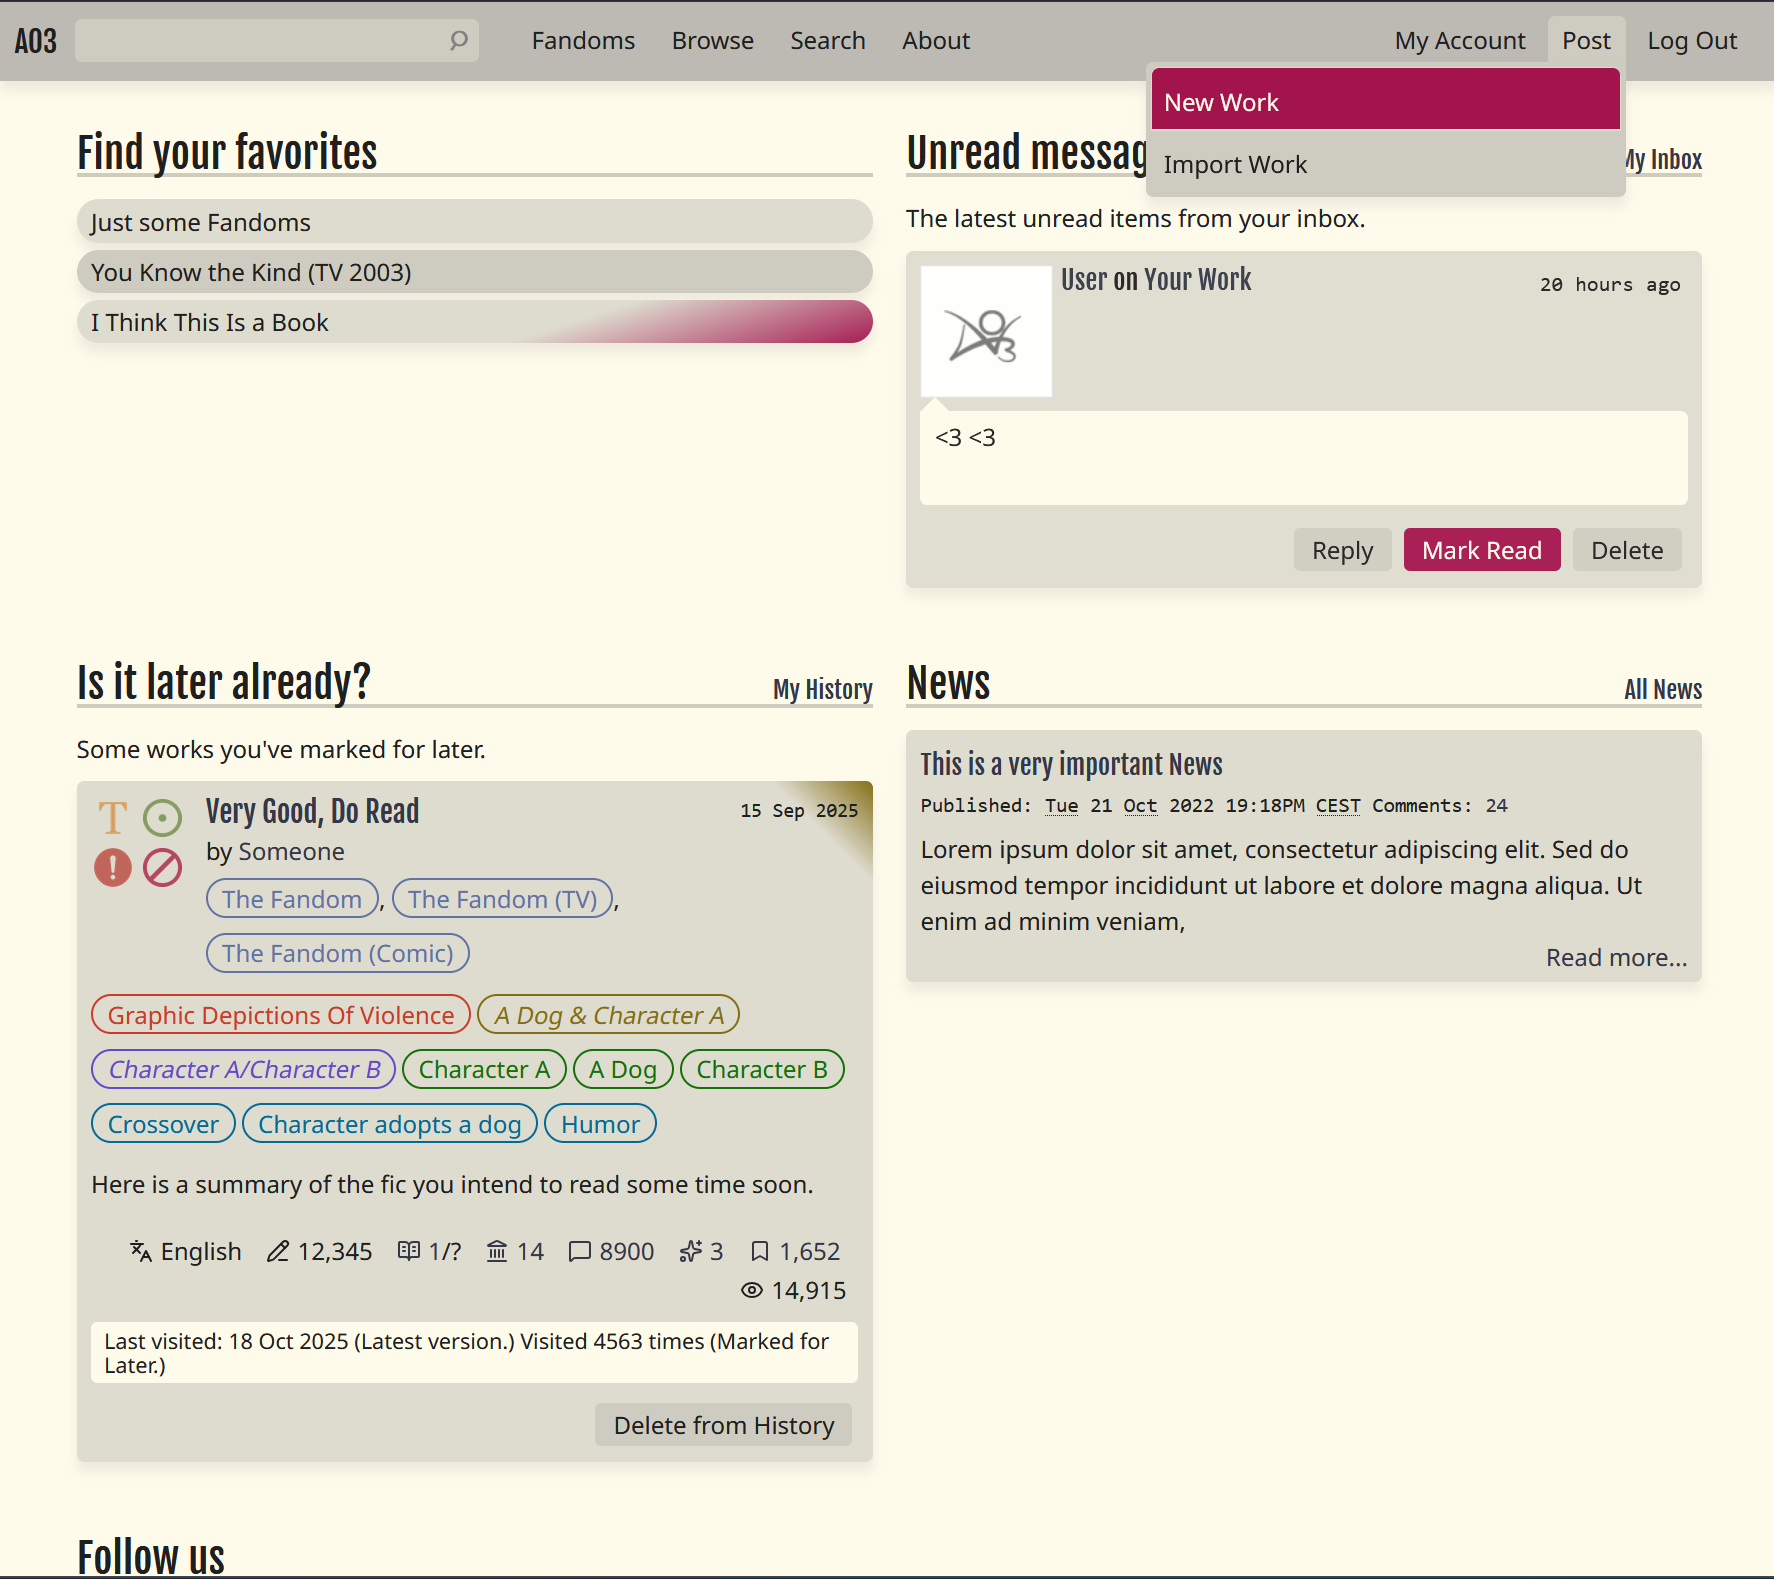 AO3
Fandoms Browse Search About
My Account Post Log Out
New Work
Import Work
Find your favorites
Just some Fandoms
You Know the Kind (TV 2003)
I Think This Is a Book
Unread messag My Inbox
The latest unread items from your inbox.
User on Your Work 20 hours ago
<3 <3
Reply Mark Read Delete
Is it later already? My History
Some works you've marked for later.
T Very Good, Do Read 15 Sep 2025
by Someone
The Fandom, The Fandom (TV),
The Fandom (Comic)
Graphic Depictions Of Violence A Dog & Character A
Character A/Character B Character A A Dog Character B
Crossover Character adopts a dog Humor
Here is a summary of the fic you intend to read some time soon.
English 12,345 1/? 14 8900 3 1,652
14,915
Last visited: 18 Oct 2025 (Latest version.) Visited 4563 times (Marked for
Later.)
Delete from History
News All News
This is a very important News
Published: Tue 21 Oct 2022 19:18PM CEST Comments: 24
Lorem ipsum dolor sit amet, consectetur adipiscing elit. Sed do
eiusmod tempor incididunt ut labore et dolore magna aliqua. Ut
enim ad minim veniam,
Read more...
Follow us